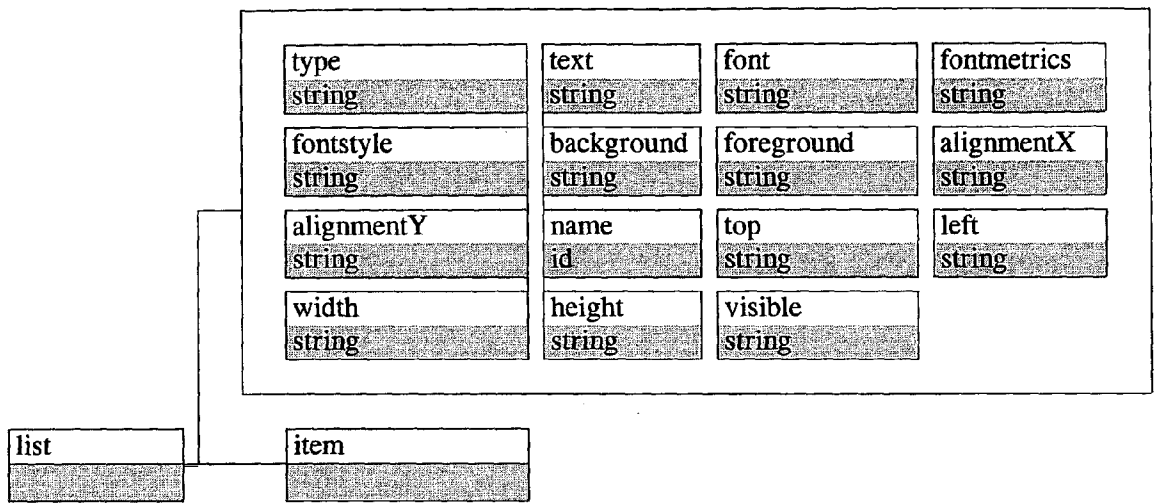 type text font fontmetrics
string string string string
fontstyle background foreground alignmentX
string string string string
alignmentY name top left
string id string string
width height visible
string string string
list item